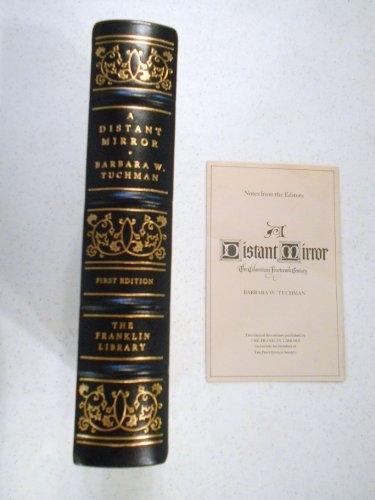 A
DISTANT
MIRROR
BARBARA W.
TUCHMAN
FIRST EDITION
THE
FRANKLIN
LIBRARY
Notes from the Editors
A
Distant Mirror
The Calamitous Fourteenth Century
BARBARA W. TUCHMAN
This limited first edition published by
THE FRANKLIN LIBRARY
exclusively for members of
THE FIRST EDITION SOCIETY